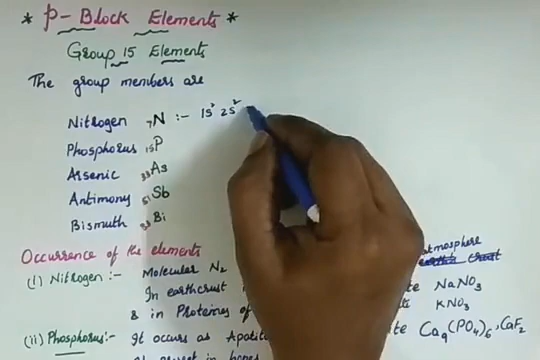 * p-Block Elements *
Group 15 Elements
The group members are
Nitrogen ₇N :- 1s² 2s²
Phosphorus ₁₅P
Arsenic ₃₃As
Antimony ₅₁Sb
Bismuth ₈₃Bi
Occurrence of the elements
(i) Nitrogen :- Molecular N₂ atmosphere
In earthcrust NaNO₃
& in Proteins of KNO₃
(ii) Phosphorus :- It occurs as Apatite Ca₉(PO₄)₆, CaF₂
in bones